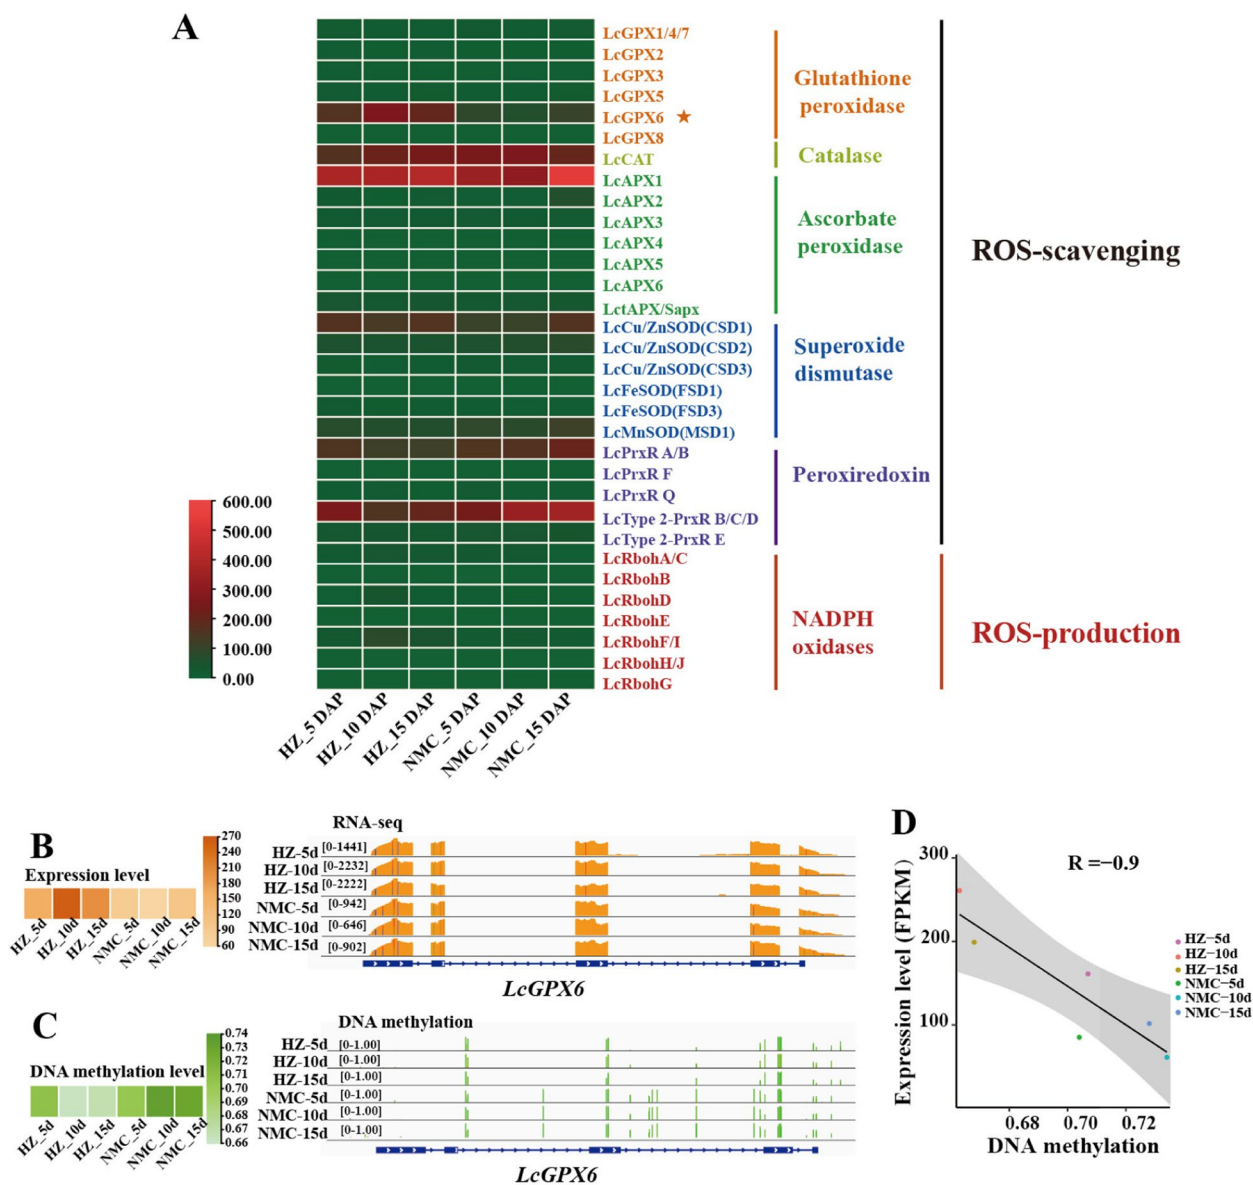 A
LcGPX1/4/7
LcGPX2
LcGPX3
LcGPX5
LcGPX6 ★
LcGPX8
LcCAT
LcAPX1
LcAPX2
LcAPX3
LcAPX4
LcAPX5
LcAPX6
LctAPX/Sapx
LcCu/ZnSOD(CSD1)
LcCu/ZnSOD(CSD2)
LcCu/ZnSOD(CSD3)
LcFeSOD(FSD1)
LcFeSOD(FSD3)
LcMnSOD(MSD1)
LcPrxR A/B
LcPrxR F
LcPrxR Q
LcType 2-PrxR B/C/D
LcType 2-PrxR E
LcRbohA/C
LcRbohB
LcRbohD
LcRbohE
LcRbohF/I
LcRbohH/J
LcRbohG
Glutathione
peroxidase
Catalase
Ascorbate
peroxidase
Superoxide
dismutase
Peroxiredoxin
NADPH
oxidases
ROS-scavenging
ROS-production
600.00
500.00
400.00
300.00
200.00
100.00
0.00
HZ_5 DAP
HZ_10 DAP
HZ_15 DAP
NMC_5 DAP
NMC_10 DAP
NMC_15 DAP
B
Expression level
HZ_5d
HZ_10d
HZ_15d
NMC_5d
NMC_10d
NMC_15d
270
240
210
180
150
120
90
60
RNA-seq
HZ-5d [0-1441]
HZ-10d [0-2232]
HZ-15d [0-2222]
NMC-5d [0-942]
NMC-10d [0-646]
NMC-15d [0-902]
LcGPX6
C
DNA methylation level
HZ_5d
HZ_10d
HZ_15d
NMC_5d
NMC_10d
NMC_15d
0.74
0.73
0.72
0.71
0.70
0.69
0.68
0.67
0.66
DNA methylation
HZ-5d [0-1.00]
HZ-10d [0-1.00]
HZ-15d [0-1.00]
NMC-5d [0-1.00]
NMC-10d [0-1.00]
NMC-15d [0-1.00]
LcGPX6
D
R =−0.9
Expression level (FPKM)
300
200
100
0.68
0.70
0.72
DNA methylation
HZ−5d
HZ−10d
HZ−15d
NMC−5d
NMC−10d
NMC−15d